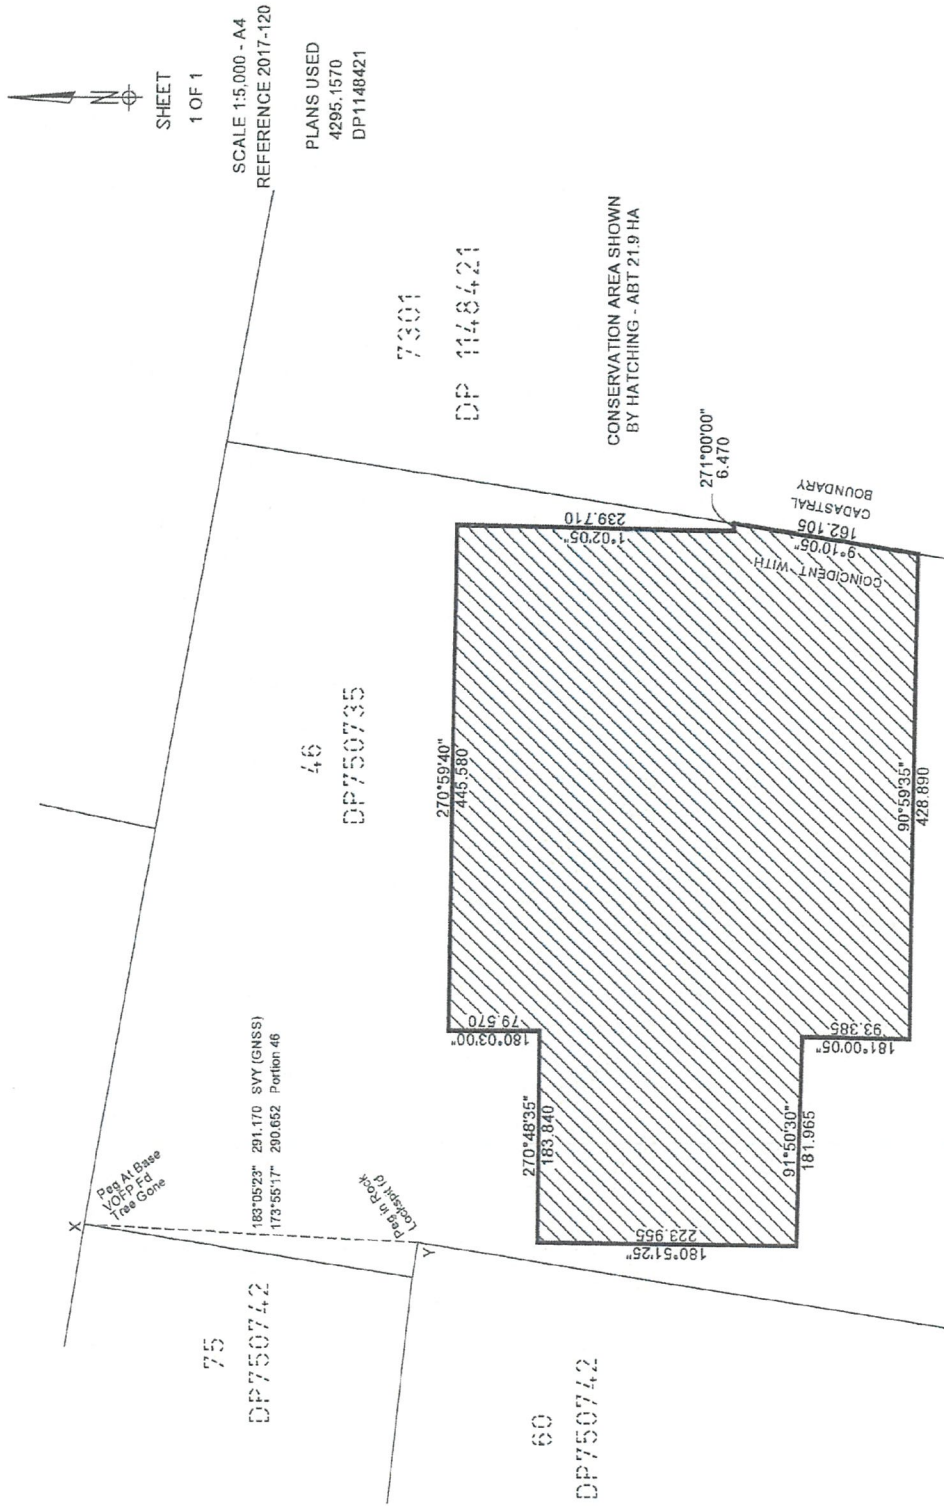 N
SHEET
1 OF 1
SCALE 1:5,000 - A4
REFERENCE 2017-120
PLANS USED
4295.1570
DP1148421
7301
DP 1148421
CONSERVATION AREA SHOWN
BY HATCHING - ABT 21.9 HA
46
DP750735
X
Peg At Base
VOFP Fd
Tree Gone
183°05'23" 291.170 SVY (GNSS)
173°55'17" 290.652 Portion 46
Peg In Rock
Lockspit Fd
Y
75
DP750742
60
DP750742
270°59'40"
445.580
1°02'05"
239.710
271°00'00"
6.470
COINCIDENT WITH
9°10'05"
162.105
CADASTRAL
BOUNDARY
180°03'00"
79.570
270°48'35"
183.840
180°51'25"
223.955
91°50'30"
181.965
181°00'05"
93.385
90°59'35"
428.890